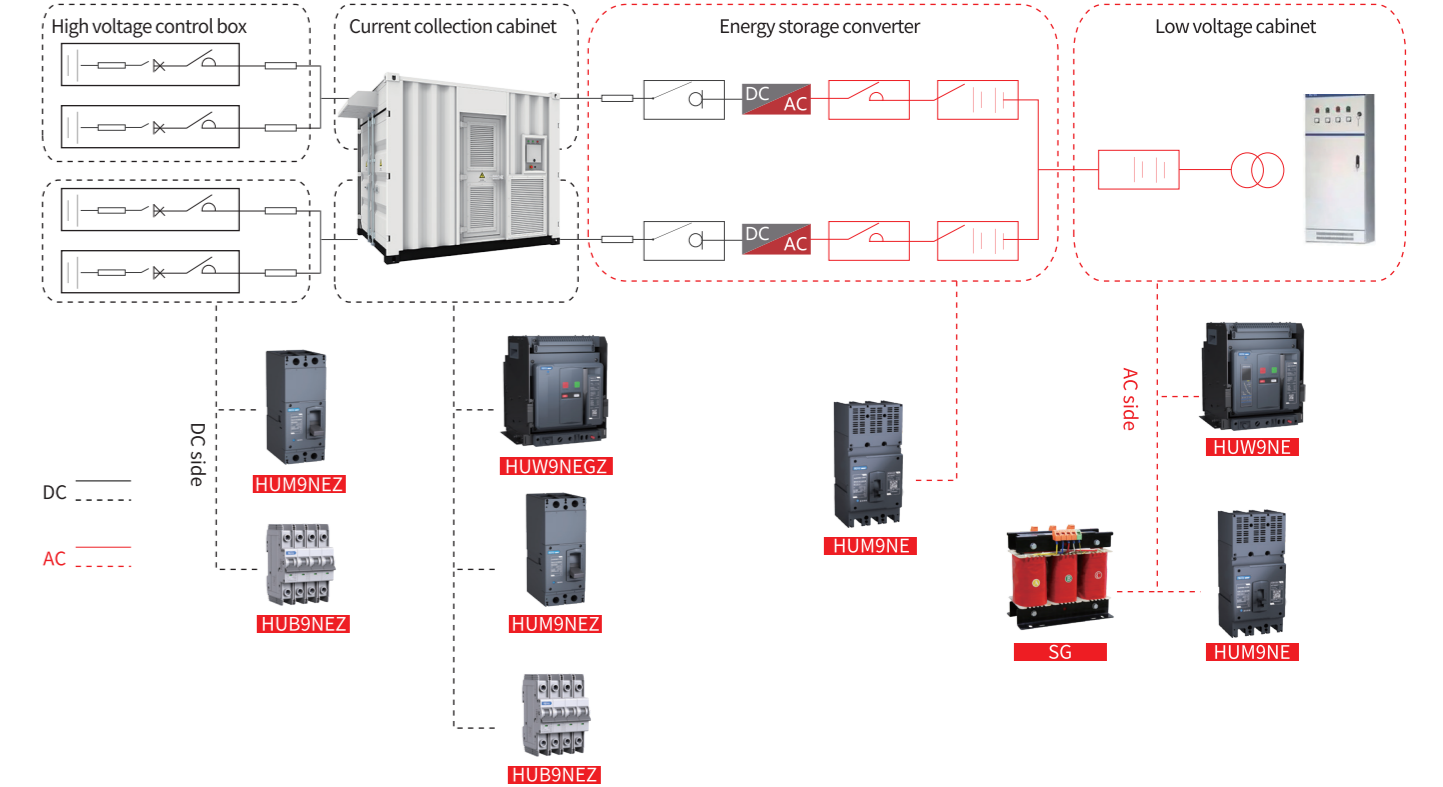 High voltage control box
Current collection cabinet
Energy storage converter
Low voltage cabinet
DC
AC
DC
AC
DC side
AC side
HUM9NEZ
HUW9NEGZ
HUW9NE
DC
AC
HUM9NE
HUB9NEZ
HUM9NEZ
SG
HUM9NE
HUB9NEZ